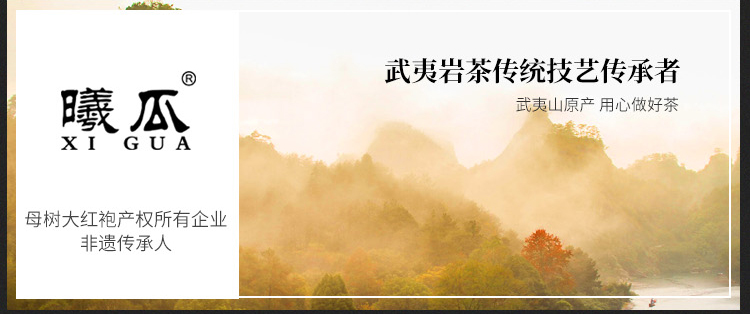 曦瓜®
XI GUA
母树大红袍产权所有企业
非遗传承人
武夷岩茶传统技艺传承者
武夷山原产 用心做好茶